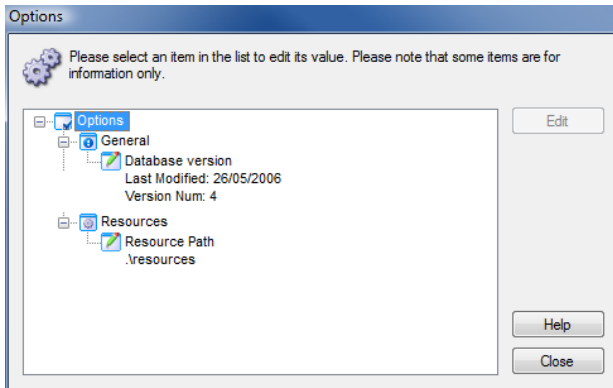 Options
Please select an item in the list to edit its value. Please note that some items are for
information only.
Options
Edit
General
Database version
Last Modified: 26/05/2006
Version Num: 4
Resources
Resource Path
.\resources
Help
Close